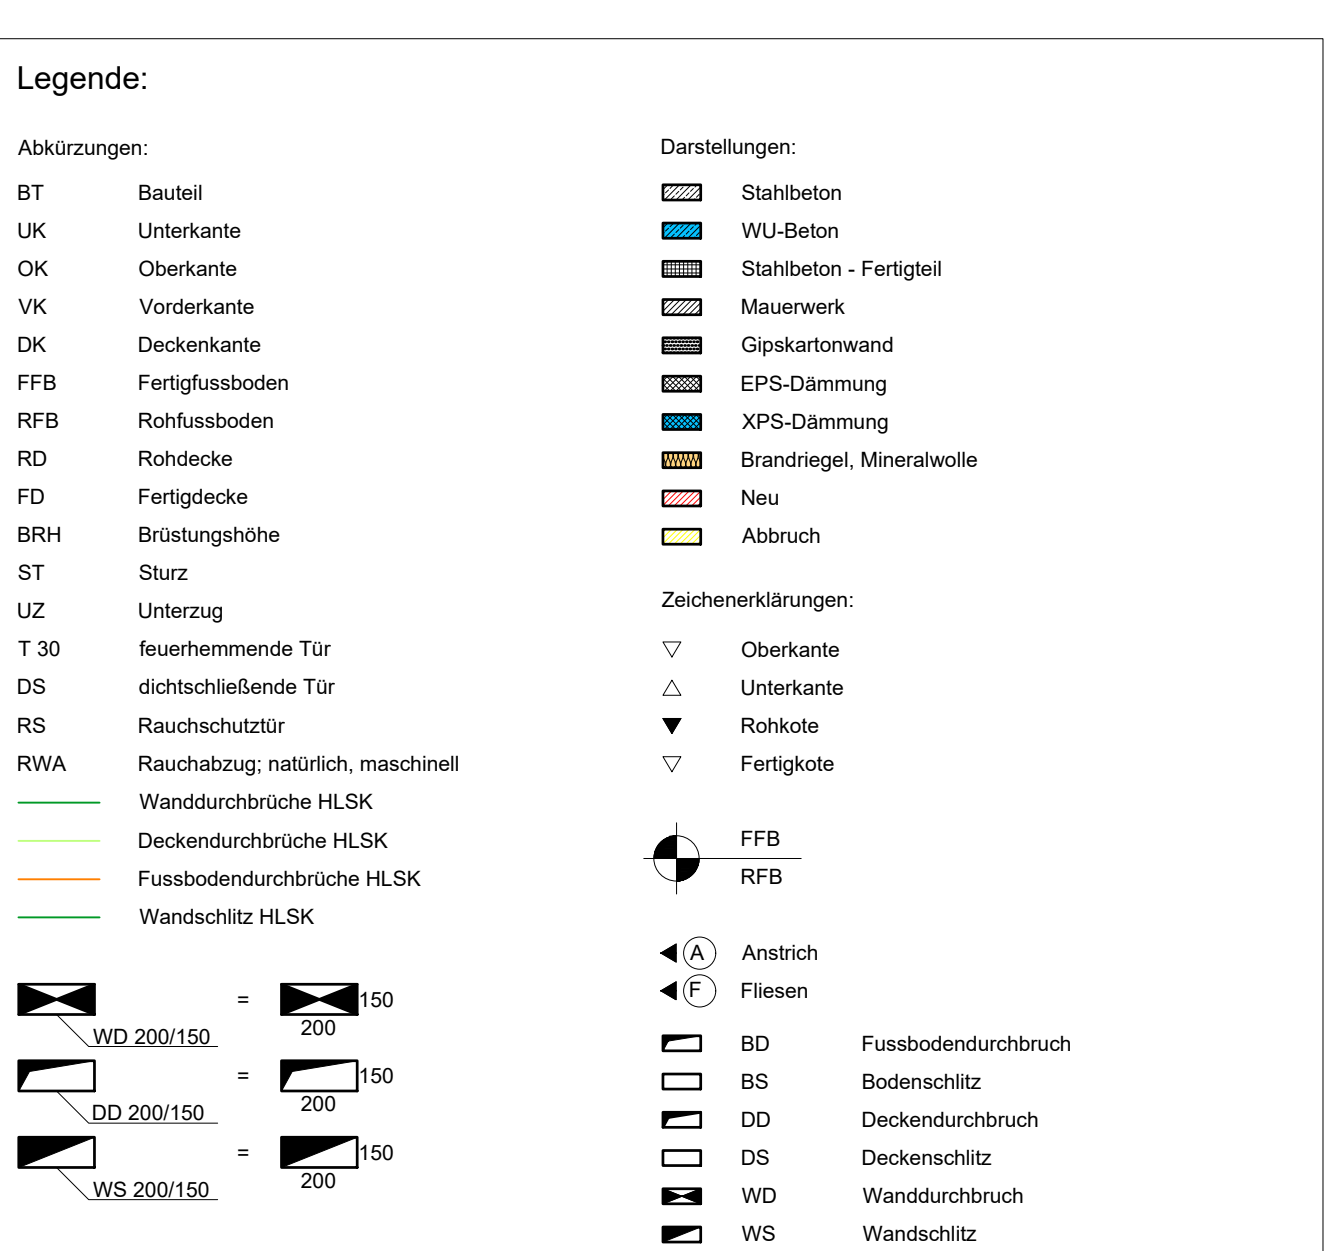 Legende:
Abkürzungen:
BT Bauteil
UK Unterkante
OK Oberkante
VK Vorderkante
DK Deckenkante
FFB Fertigfussboden
RFB Rohfussboden
RD Rohdecke
FD Fertigdecke
BRH Brüstungshöhe
ST Sturz
UZ Unterzug
T 30 feuerhemmende Tür
DS dichtschließende Tür
RS Rauchschutztür
RWA Rauchabzug; natürlich, maschinell
Wanddurchbrüche HLSK
Deckendurchbrüche HLSK
Fussbodendurchbrüche HLSK
Wandschlitz HLSK
= 150
WD 200/150 200
= 150
DD 200/150 200
= 150
WS 200/150 200
Darstellungen:
Stahlbeton
WU-Beton
Stahlbeton - Fertigteil
Mauerwerk
Gipskartonwand
EPS-Dämmung
XPS-Dämmung
Brandriegel, Mineralwolle
Neu
Abbruch
Zeichenerklärungen:
Oberkante
Unterkante
Rohkote
Fertigkote
FFB
RFB
A Anstrich
F Fliesen
BD Fussbodendurchbruch
BS Bodenschlitz
DD Deckendurchbruch
DS Deckenschlitz
WD Wanddurchbruch
WS Wandschlitz